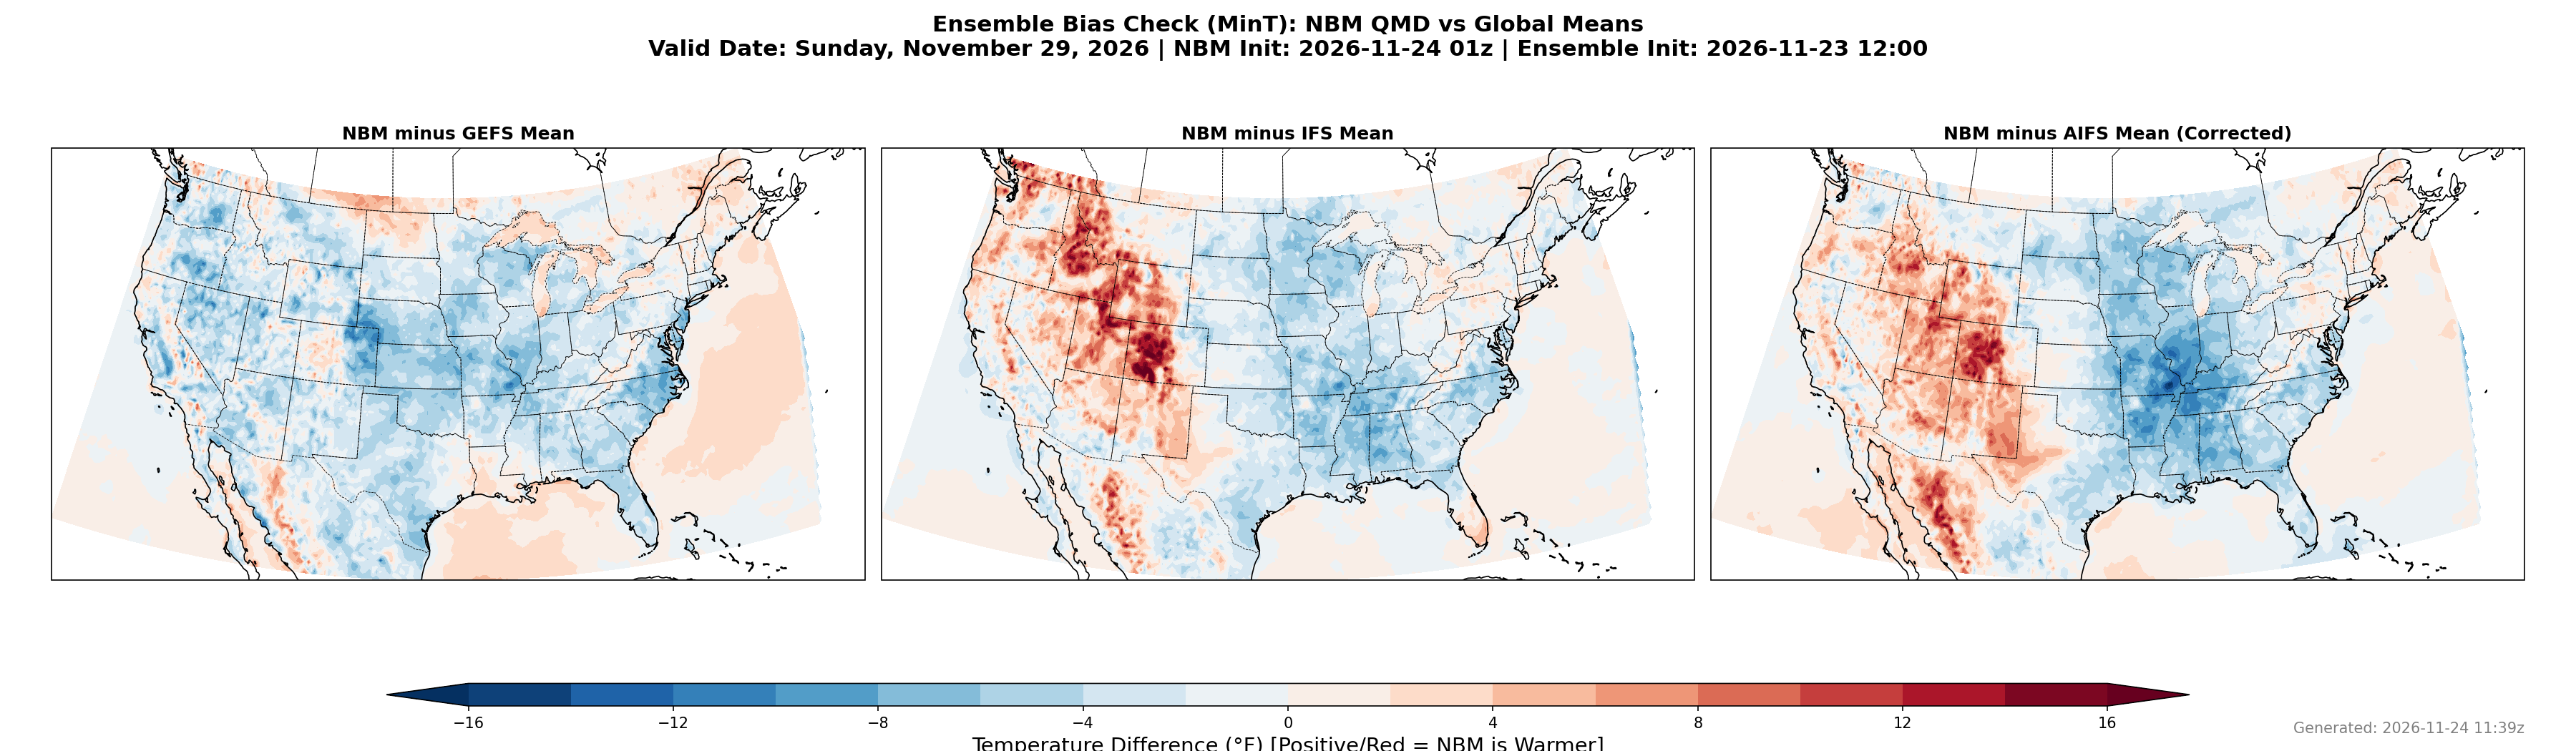 Ensemble Bias Check (MinT): NBM QMD vs Global Means
Valid Date: Sunday, November 29, 2026 | NBM Init: 2026-11-24 01z | Ensemble Init: 2026-11-23 12:00
NBM minus GEFS Mean
NBM minus IFS Mean
NBM minus AIFS Mean (Corrected)
−16 −12 −8 −4 0 4 8 12 16
Generated: 2026-11-24 11:39z
Temperature Difference (°F) [Positive/Red = NBM is Warmer]